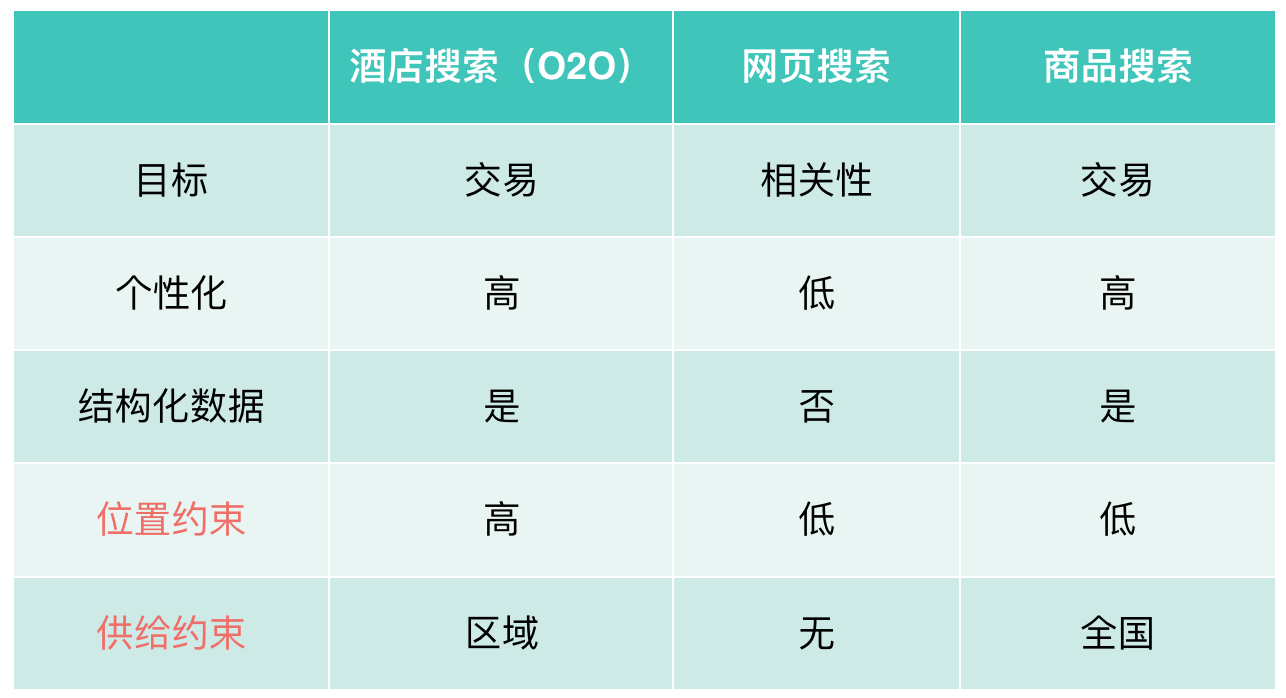 酒店搜索（O2O） 网页搜索 商品搜索
目标 交易 相关性 交易
个性化 高 低 高
结构化数据 是 否 是
位置约束 高 低 低
供给约束 区域 无 全国